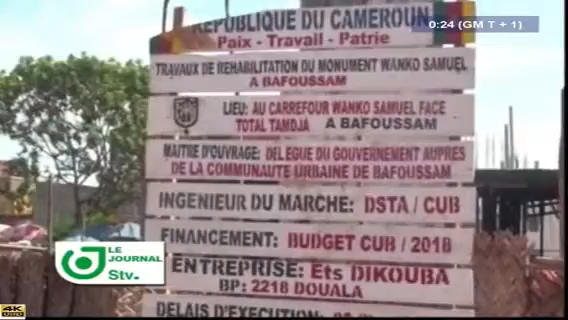 REPUBLIQUE DU CAMEROUN
0:24 (GM T + 1)
Paix - Travail - Patrie
TRAVAUX DE REHABILITATION DU MONUMENT WANKO SAMUEL
A BAFOUSSAM
LIEU: AU CARREFOUR WANKO SAMUEL FACE
TOTAL TAMDJA A BAFOUSSAM
MAITRE D'OUVRAGE: DELEGUE DU GOUVERNEMENT AUPRES
DE LA COMMUNAUTE URBAINE DE BAFOUSSAM
INGENIEUR DU MARCHE: DSTA / CUB
FINANCEMENT: BUDGET CUB / 2018
ENTREPRISE: Ets DIKOUBA
BP: 2218 DOUALA
DELAIS D'EXECUTION:
LE
JOURNAL
Stv
4K